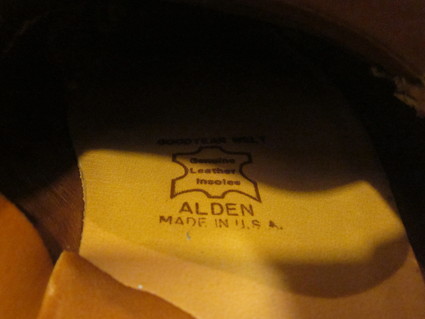 GOODYEAR WELT
Genuine
Leather
Insoles
ALDEN
MADE IN U.S.A.